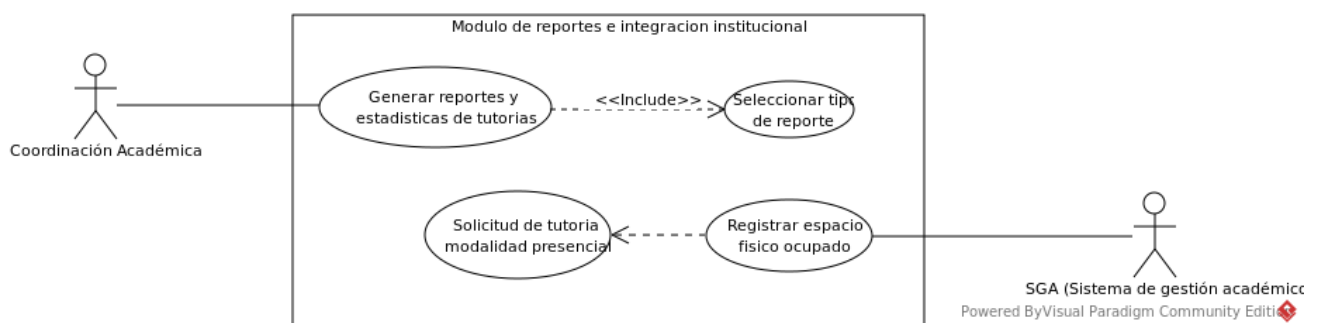 Modulo de reportes e integracion institucional
Generar reportes y
estadisticas de tutorias
<<Include>>
Seleccionar tipo
de reporte
Coordinación Académica
Solicitud de tutoria
modalidad presencial
Registrar espacio
fisico ocupado
SGA (Sistema de gestión académico
Powered ByVisual Paradigm Community Edition